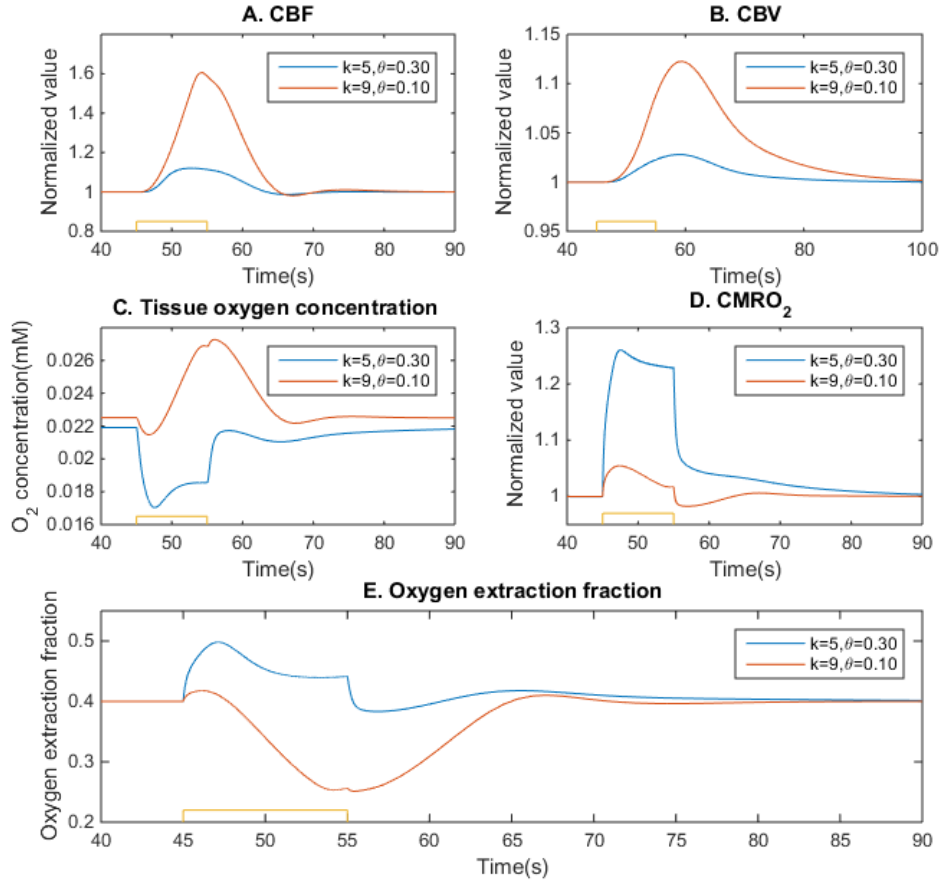 A. CBF
Normalized value
1.6
1.4
1.2
1
0.8
k=5,θ=0.30
k=9,θ=0.10
40 50 60 70 80 90
Time(s)
B. CBV
Normalized value
1.15
1.1
1.05
1
0.95
k=5,θ=0.30
k=9,θ=0.10
40 60 80 100
Time(s)
C. Tissue oxygen concentration
O₂ concentration(mM)
0.026
0.024
0.022
0.02
0.018
0.016
k=5,θ=0.30
k=9,θ=0.10
40 50 60 70 80 90
Time(s)
D. CMRO₂
Normalized value
1.3
1.2
1.1
1
k=5,θ=0.30
k=9,θ=0.10
40 50 60 70 80 90
Time(s)
E. Oxygen extraction fraction
Oxygen extraction fraction
0.5
0.4
0.3
0.2
k=5,θ=0.30
k=9,θ=0.10
40 45 50 55 60 65 70 75 80 85 90
Time(s)